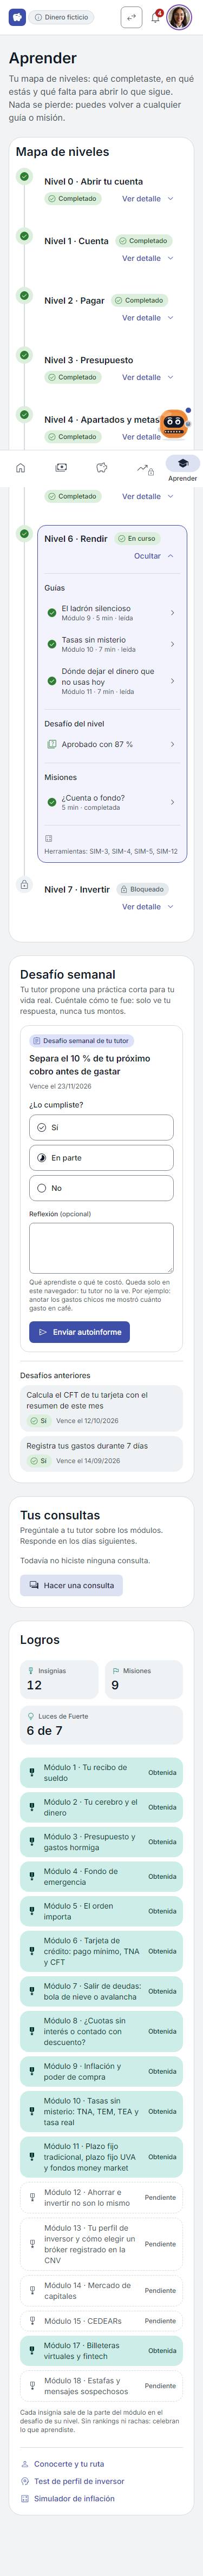 Dinero ficticio
4
Aprender
Tu mapa de niveles: qué completaste, en qué
estás y qué falta para abrir lo que sigue.
Nada se pierde: puedes volver a cualquier
guía o misión.
Mapa de niveles
Nivel 0 · Abrir tu cuenta
Completado
Ver detalle
Nivel 1 · Cuenta
Completado
Ver detalle
Nivel 2 · Pagar
Completado
Ver detalle
Nivel 3 · Presupuesto
Completado
Ver detalle
Nivel 4 · Apartados y metas
Completado
Ver detalle
Aprender
Completado
Ver detalle
Nivel 6 · Rendir
En curso
Ocultar
Guías
El ladrón silencioso
Módulo 9 · 5 min · leída
Tasas sin misterio
Módulo 10 · 7 min · leída
Dónde dejar el dinero que
no usas hoy
Módulo 11 · 7 min · leída
Desafío del nivel
Aprobado con 87 %
Misiones
¿Cuenta o fondo?
5 min · completada
Herramientas: SIM-3, SIM-4, SIM-5, SIM-12
Nivel 7 · Invertir
Bloqueado
Ver detalle
Desafío semanal
Tu tutor propone una práctica corta para tu
vida real. Cuéntale cómo te fue: solo ve tu
respuesta, nunca tus montos.
Desafío semanal de tu tutor
Separa el 10 % de tu próximo
cobro antes de gastar
Vence el 23/11/2026
¿Lo cumpliste?
Sí
En parte
No
Reflexión (opcional)
Qué aprendiste o qué te costó. Queda solo en
este navegador: tu tutor no la ve. Por ejemplo:
anotar los gastos chicos me mostró cuánto
gasto en café.
Enviar autoinforme
Desafíos anteriores
Calcula el CFT de tu tarjeta con el
resumen de este mes
Sí
Vence el 12/10/2026
Registra tus gastos durante 7 días
Sí
Vence el 14/09/2026
Tus consultas
Pregúntale a tu tutor sobre los módulos.
Responde en los días siguientes.
Todavía no hiciste ninguna consulta.
Hacer una consulta
Logros
Insignias
12
Misiones
9
Luces de Fuerte
6 de 7
Módulo 1 · Tu recibo de
sueldo
Obtenida
Módulo 2 · Tu cerebro y el
dinero
Obtenida
Módulo 3 · Presupuesto y
gastos hormiga
Obtenida
Módulo 4 · Fondo de
emergencia
Obtenida
Módulo 5 · El orden
importa
Obtenida
Módulo 6 · Tarjeta de
crédito: pago mínimo, TNA
y CFT
Obtenida
Módulo 7 · Salir de deudas:
bola de nieve o avalancha
Obtenida
Módulo 8 · ¿Cuotas sin
interés o contado con
descuento?
Obtenida
Módulo 9 · Inflación y
poder de compra
Obtenida
Módulo 10 · Tasas sin
misterio: TNA, TEM, TEA y
tasa real
Obtenida
Módulo 11 · Plazo fijo
tradicional, plazo fijo UVA
y fondos money market
Obtenida
Módulo 12 · Ahorrar e
invertir no son lo mismo
Pendiente
Módulo 13 · Tu perfil de
inversor y cómo elegir un
bróker registrado en la
CNV
Pendiente
Módulo 14 · Mercado de
capitales
Pendiente
Módulo 15 · CEDEARs
Pendiente
Módulo 17 · Billeteras
virtuales y fintech
Obtenida
Módulo 18 · Estafas y
mensajes sospechosos
Pendiente
Cada insignia sale de la parte del módulo en el
desafío de su nivel. Sin rankings ni rachas: celebran
lo que aprendiste.
Conocerte y tu ruta
Test de perfil de inversor
Simulador de inflación